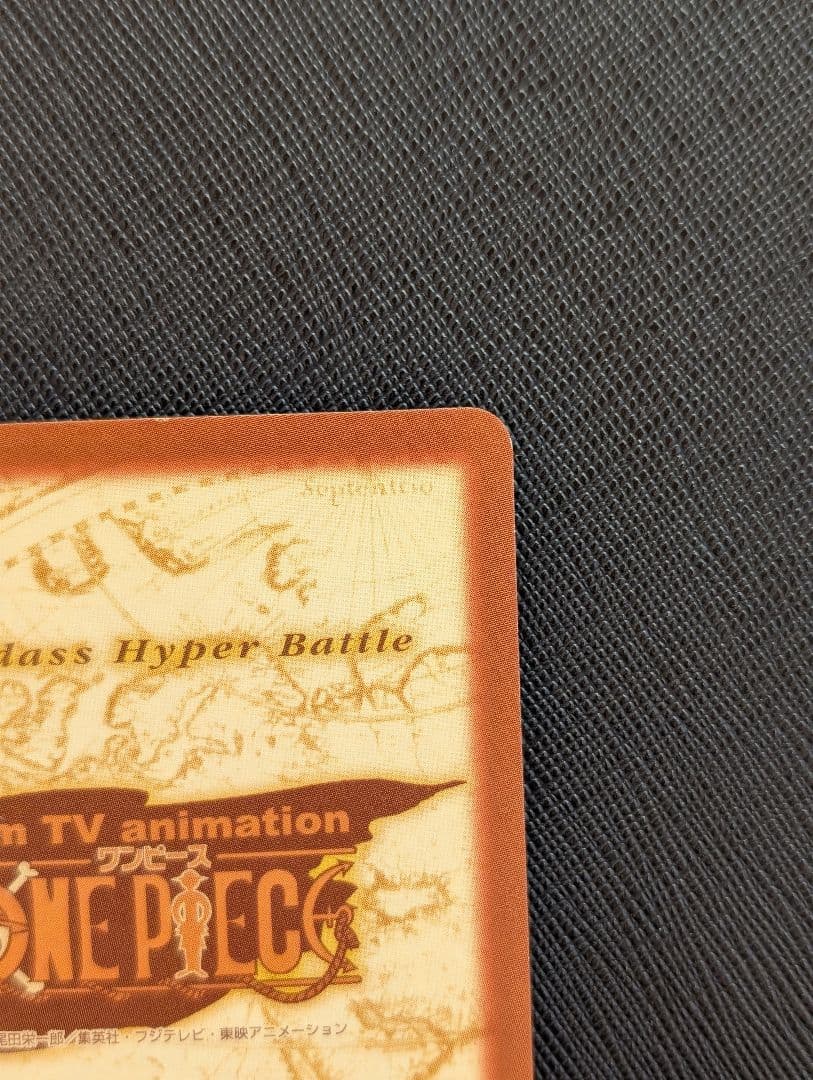 Septentrio
dass Hyper Battle
m TV animation
ワンピース
ONE PIECE
尾田栄一郎／集英社・フジテレビ・東映アニメーション